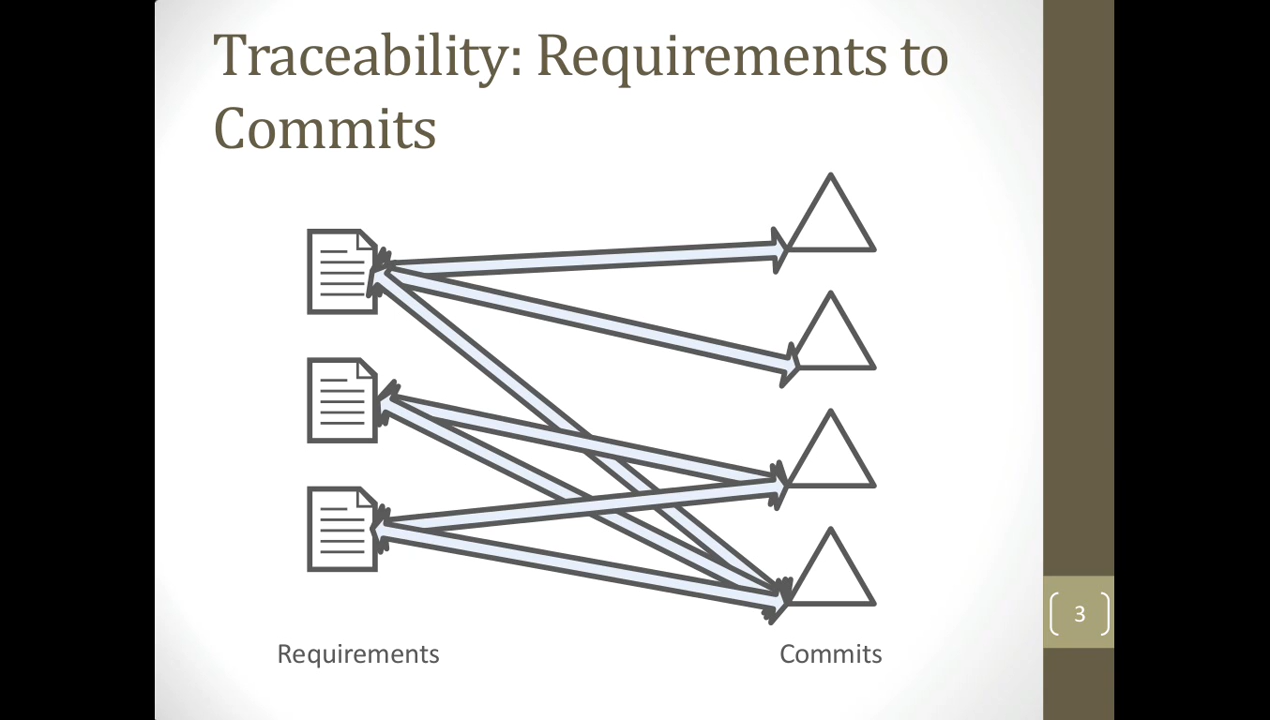 Traceability: Requirements to
Commits
Requirements
Commits
3